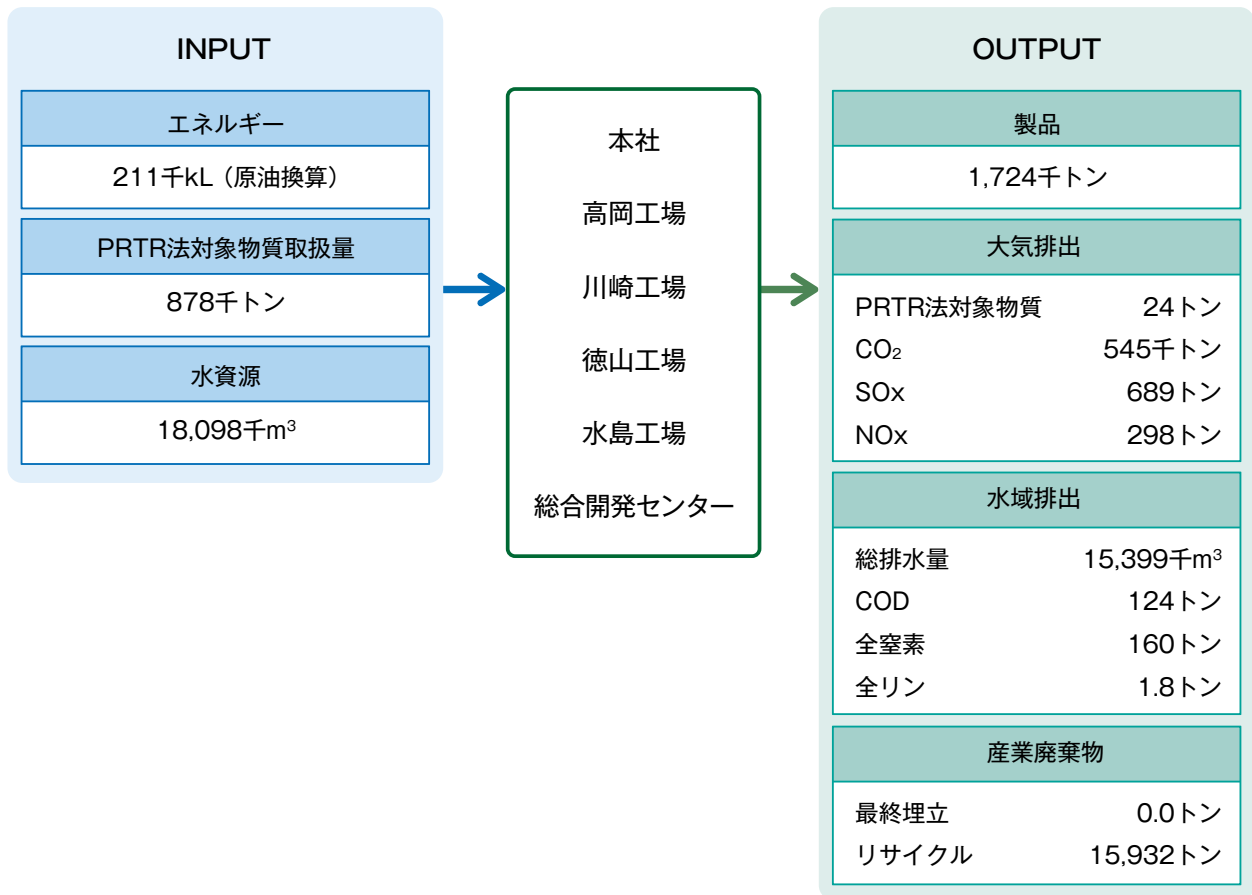 INPUT
エネルギー
211千kL（原油換算）
PRTR法対象物質取扱量
878千トン
水資源
18,098千m³
本社
高岡工場
川崎工場
徳山工場
水島工場
総合開発センター
OUTPUT
製品
1,724千トン
大気排出
PRTR法対象物質 24トン
CO₂ 545千トン
SOx 689トン
NOx 298トン
水域排出
総排水量 15,399千m³
COD 124トン
全窒素 160トン
全リン 1.8トン
産業廃棄物
最終埋立 0.0トン
リサイクル 15,932トン